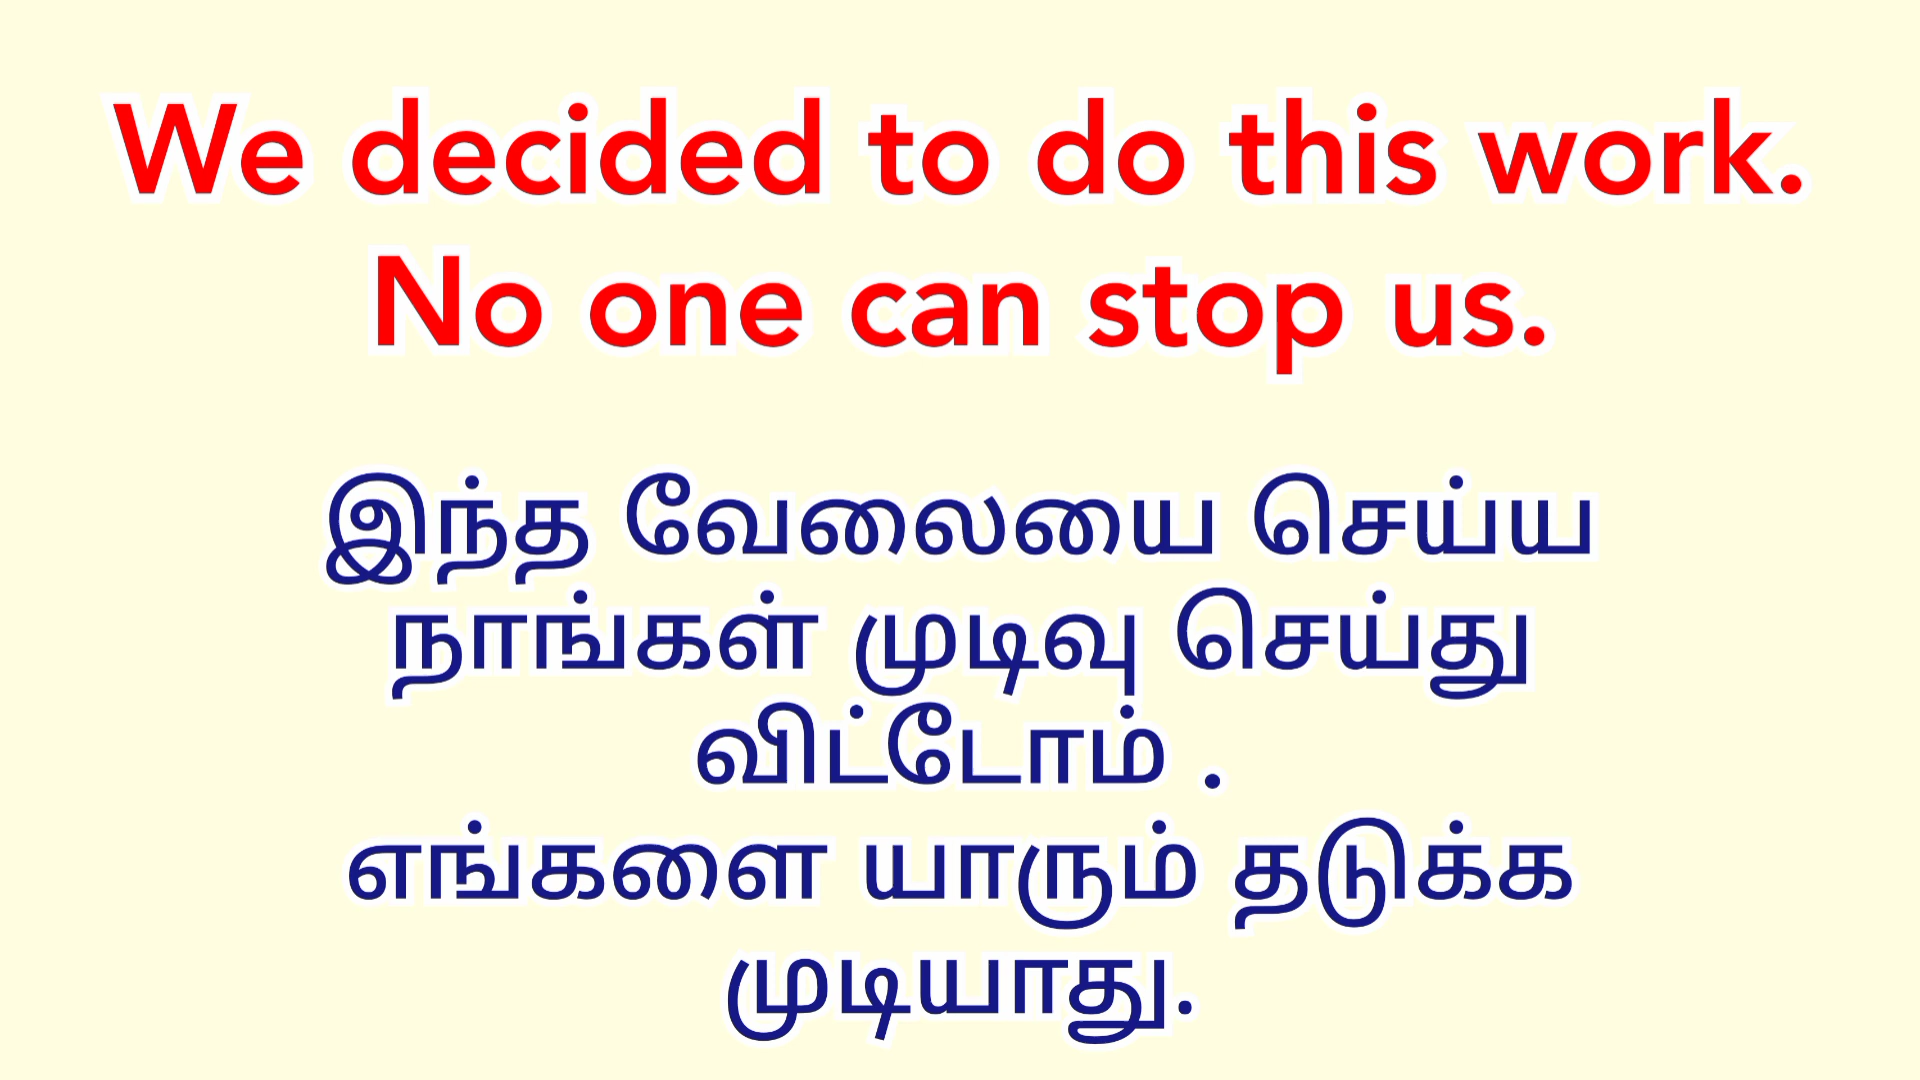 We decided to do this work.
No one can stop us.
இந்த வேலையை செய்ய
நாங்கள் முடிவு செய்து
விட்டோம் .
எங்களை யாரும் தடுக்க
முடியாது.